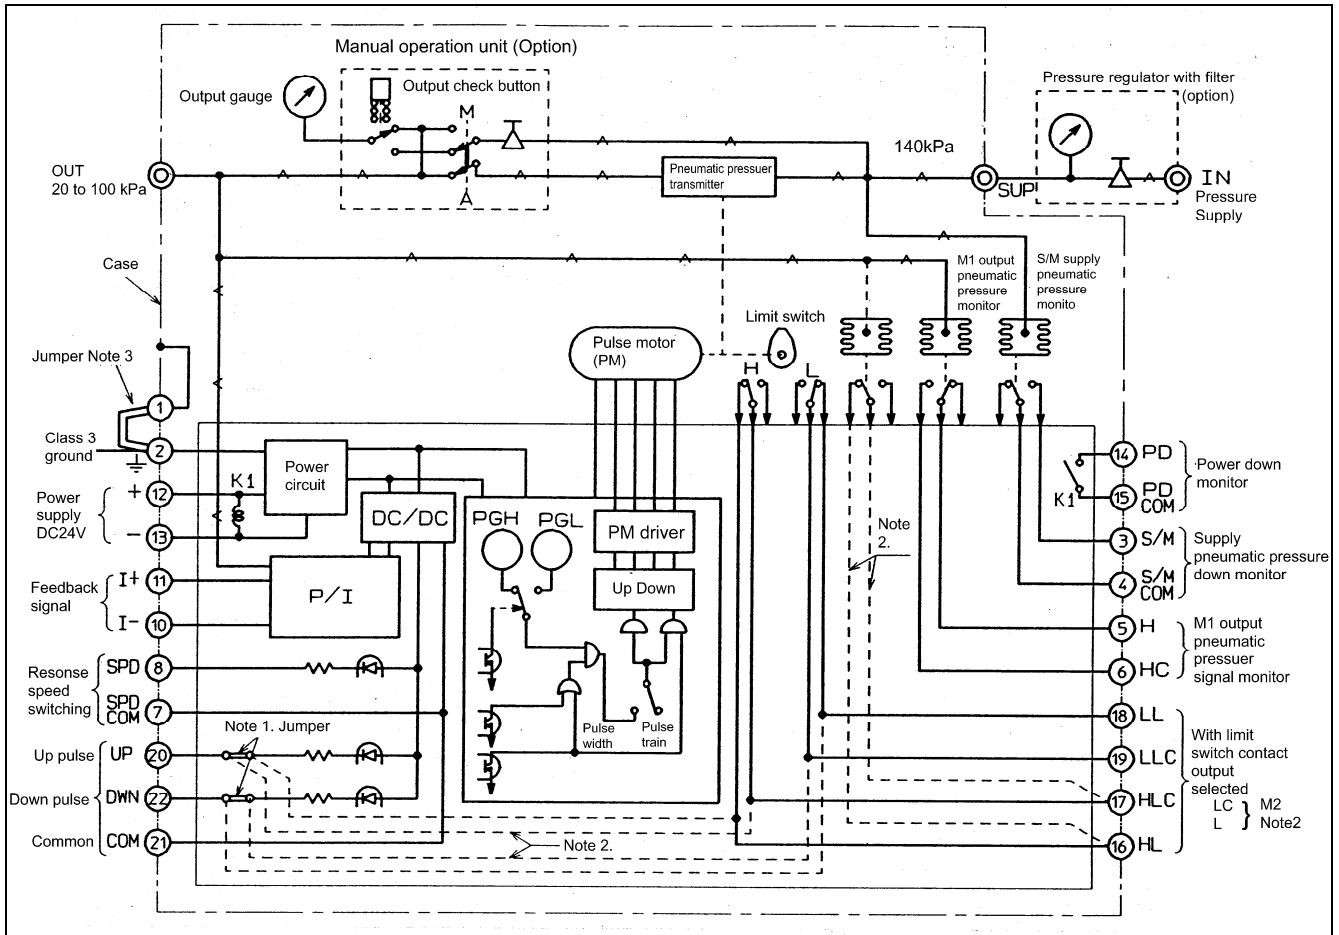 Manual operation unit (Option)
Output check button
Output gauge
M
A
Pressure regulator with filter
(option)
140kPa
OUT
20 to 100 kPa
Pneumatic pressuer
transmitter
SUP
IN
Pressure
Supply
Case
M1 output
pneumatic
pressure
monitor
S/M supply
pneumatic
pressure
monito
Limit switch
Pulse motor
(PM)
H
L
Jumper Note 3
1
Class 3
ground
2
Power
circuit
K1
Power
supply
DC24V
+
12
−
13
DC/DC
PGH
PGL
PM driver
Up Down
Note
2.
14
PD
15
PD
COM
K1
Power down
monitor
3
S/M
4
S/M
COM
Supply
pneumatic pressure
down monitor
Feedback
signal
I+
11
I−
10
P/I
5
H
6
HC
M1 output
pneumatic
pressuer
signal monitor
Resonse
speed
switching
SPD
8
SPD
COM
7
Note 1. Jumper
Pulse
width
Pulse
train
18
LL
19
LLC
17
HLC
16
HL
With limit
switch contact
output
selected
LC
L
M2
Note2
Up pulse
UP
20
Down pulse
DWN
22
Common
COM
21
Note 2.